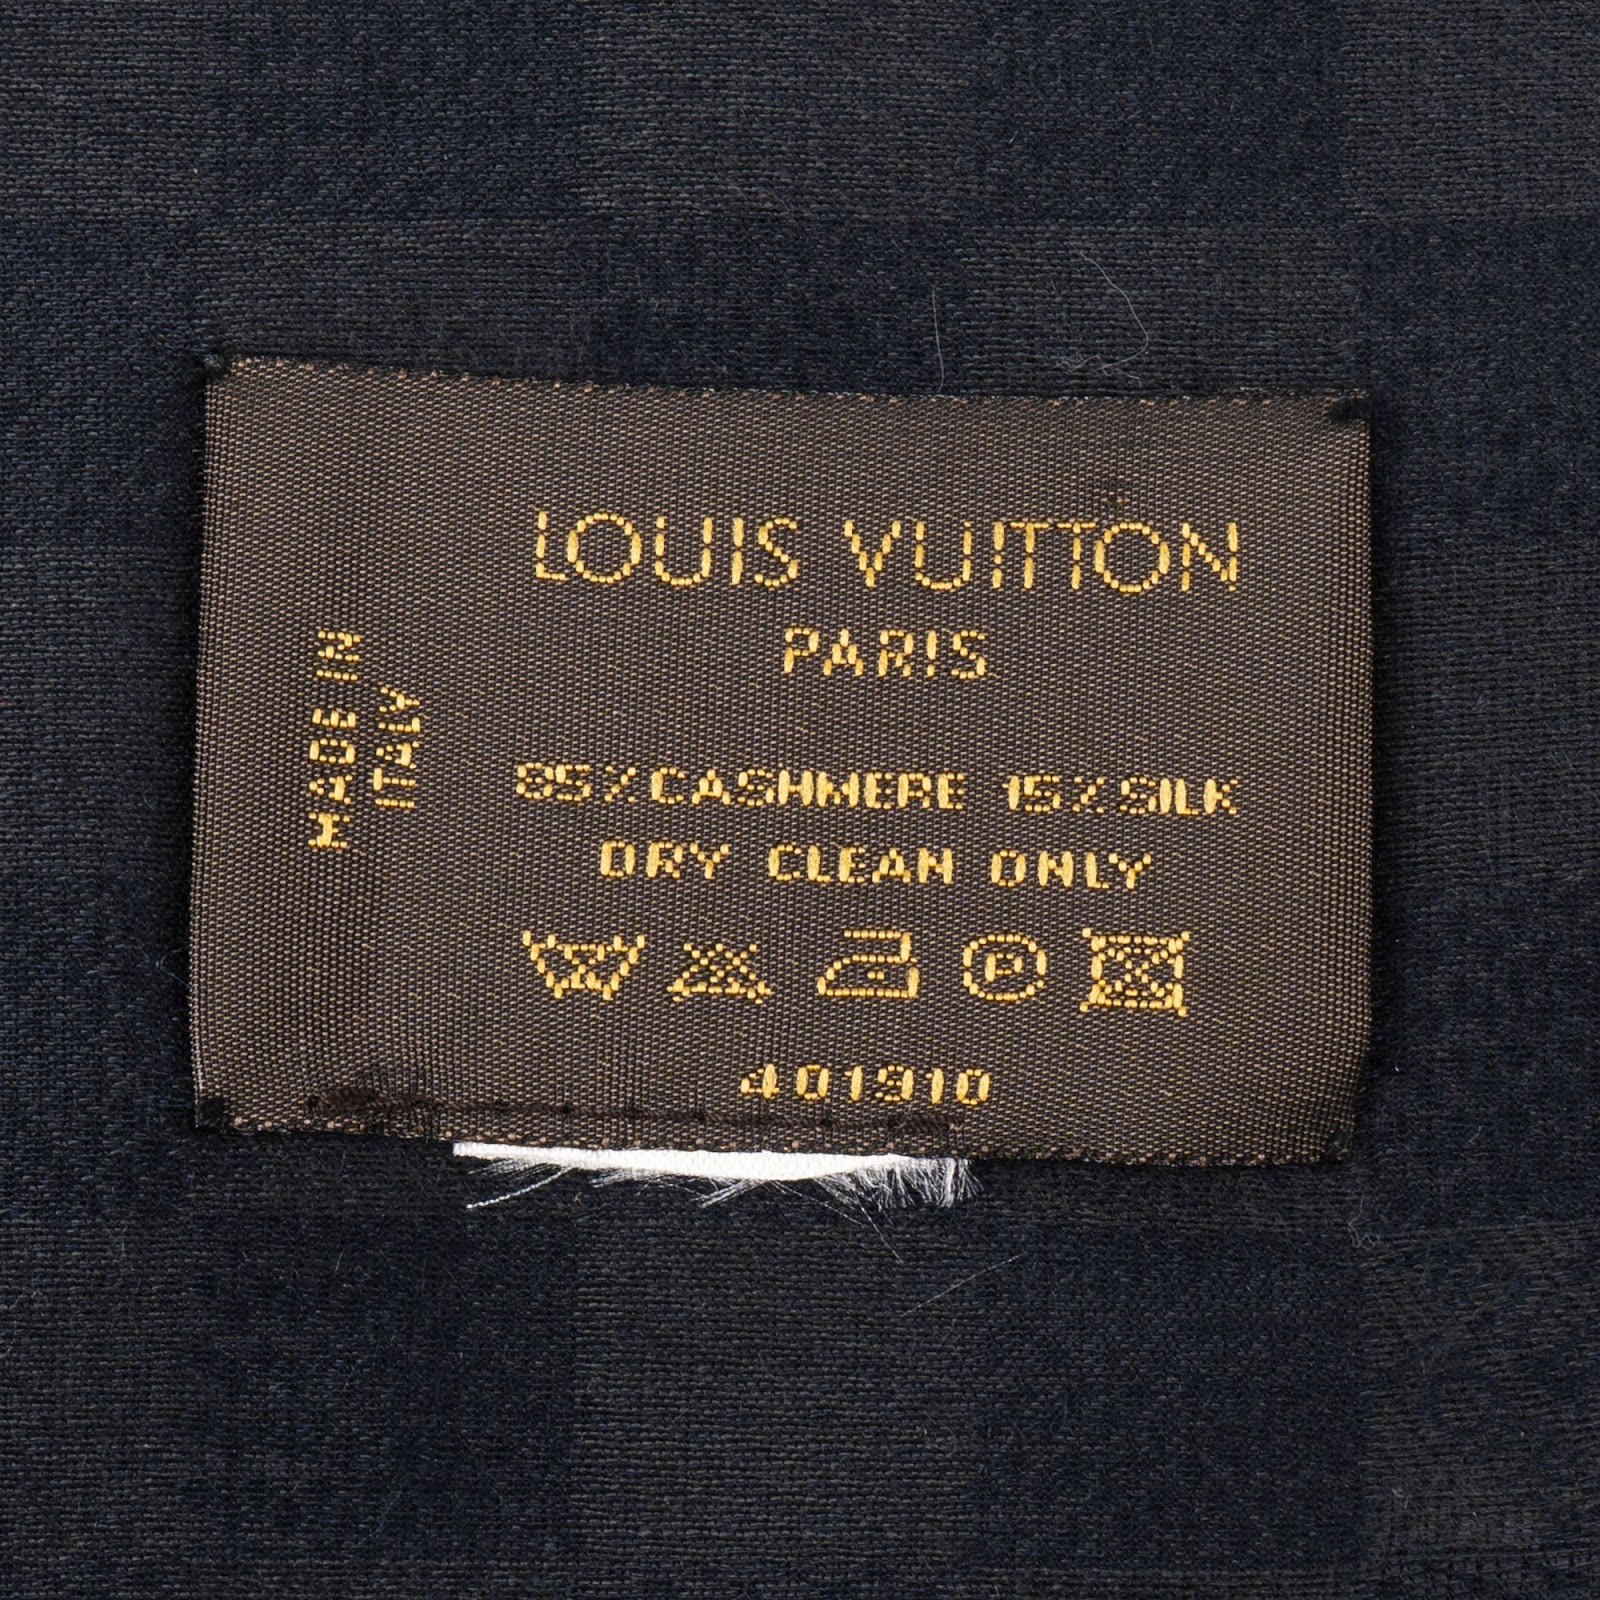 LOUIS VUITTON
PARIS
MADE IN
ITALY
85% CASHMERE 15% SILK
DRY CLEAN ONLY
P
401910